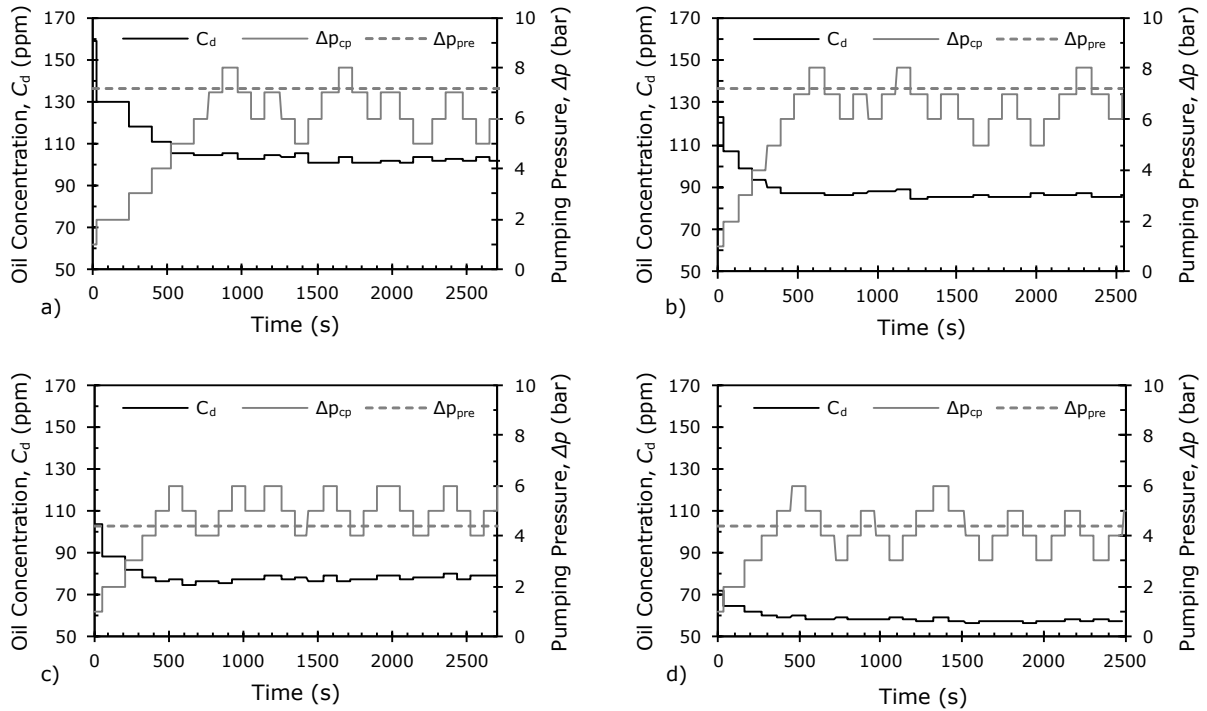 170 150 130 110 90 70 50
Oil Concentration, Cd (ppm)
Cd Δpcp Δppre
10 8 6 4 2 0
Pumping Pressure, Δp (bar)
0 500 1000 1500 2000 2500
Time (s)
a)
170 150 130 110 90 70 50
Oil Concentration, Cd (ppm)
Cd Δpcp Δppre
10 8 6 4 2 0
Pumping Pressure, Δp (bar)
0 500 1000 1500 2000 2500
Time (s)
b)
170 150 130 110 90 70 50
Oil Concentration, Cd (ppm)
Cd Δpcp Δppre
10 8 6 4 2 0
Pumping Pressure, Δp (bar)
0 500 1000 1500 2000 2500
Time (s)
c)
170 150 130 110 90 70 50
Oil Concentration, Cd (ppm)
Cd Δpcp Δppre
10 8 6 4 2 0
Pumping Pressure, Δp (bar)
0 500 1000 1500 2000 2500
Time (s)
d)